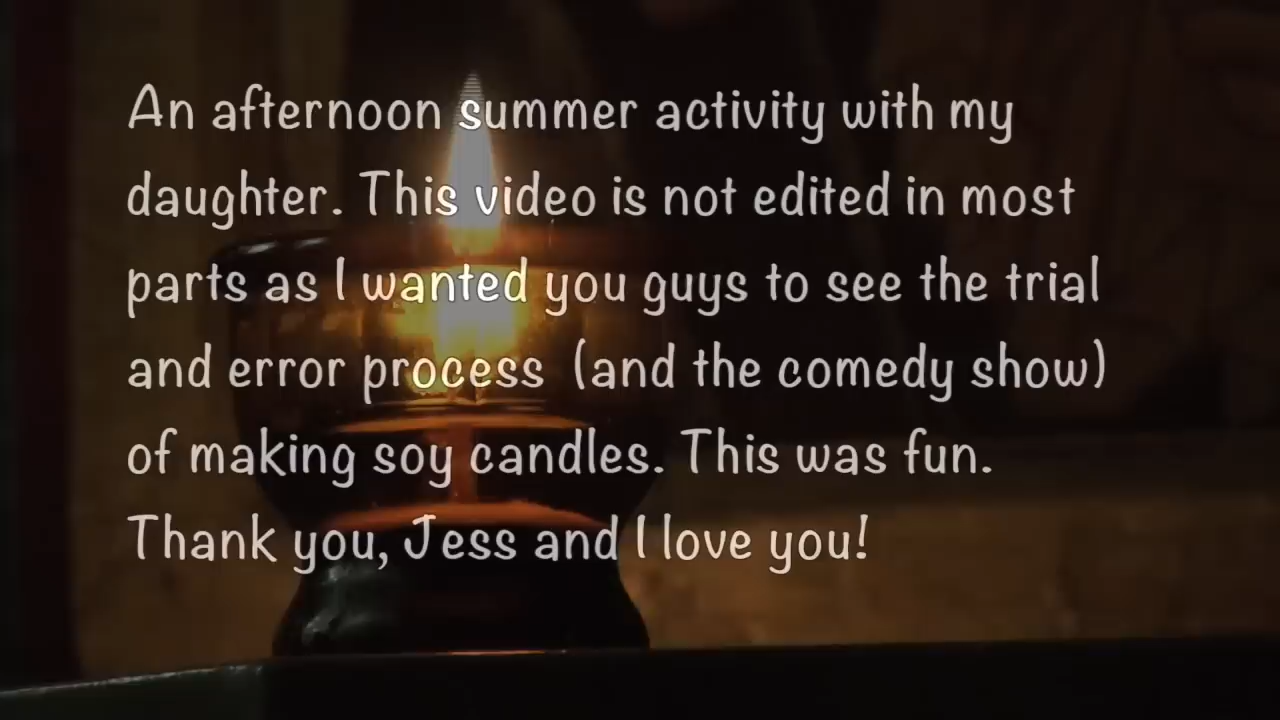 An afternoon summer activity with my
daughter. This video is not edited in most
parts as I wanted you guys to see the trial
and error process (and the comedy show)
of making soy candles. This was fun.
Thank you, Jess and I love you!